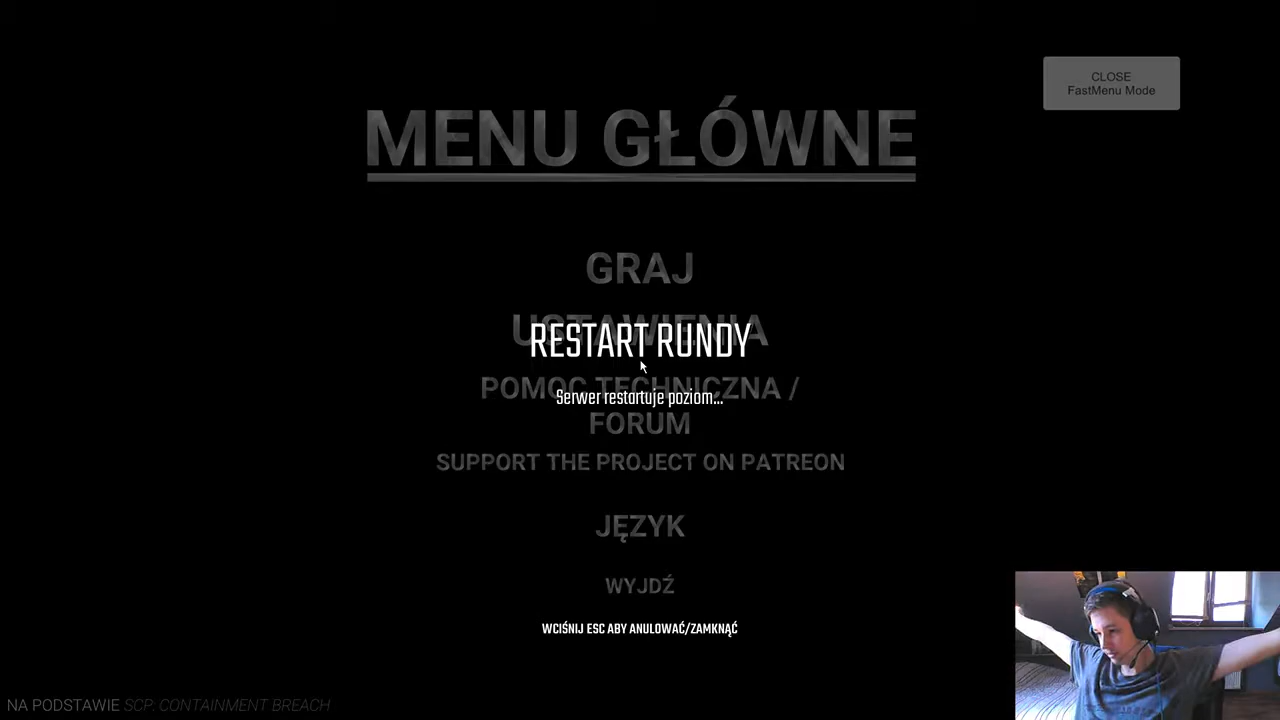 CLOSE
FastMenu Mode
MENU GŁÓWNE
GRAJ
USTAWIENIA
RESTART RUNDY
POMOC TECHNICZNA /
Serwer restartuje poziom...
FORUM
SUPPORT THE PROJECT ON PATREON
JĘZYK
WYJDŹ
WCIŚNIJ ESC ABY ANULOWAĆ/ZAMKNĄĆ
NA PODSTAWIE SCP: CONTAINMENT BREACH